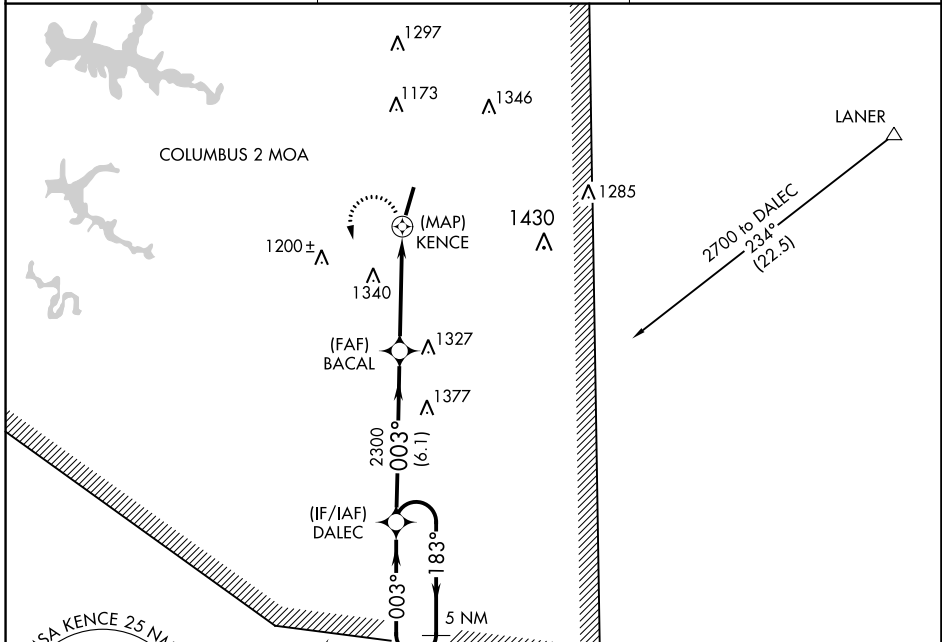 1297
1173
1346
LANER
COLUMBUS 2 MOA
1285
2700 to DALEC
234°
(22.5)
(MAP)
KENCE
1430
1200±
1340
(FAF)
BACAL
1327
1377
2300
003°
(6.1)
(IF/IAF)
DALEC
183°
003°
5 NM
MSA KENCE 25 NM